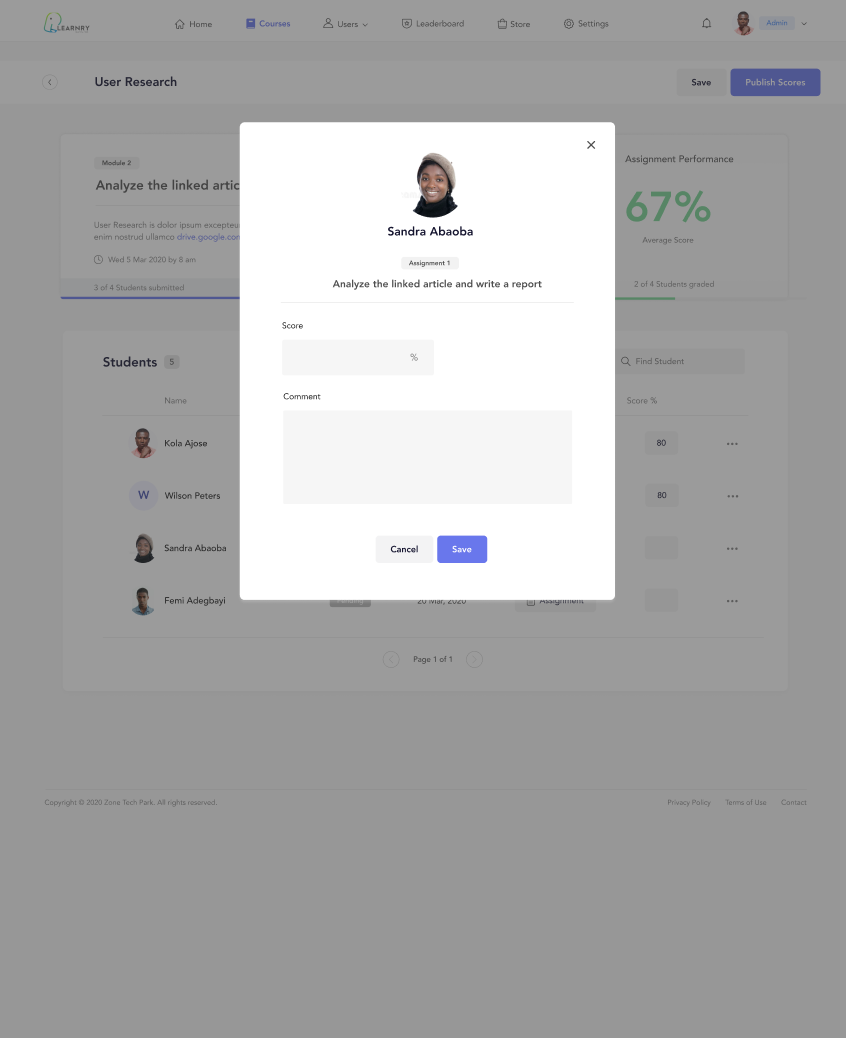 LEARNRY
Home
Courses
Users
Leaderboard
Store
Settings
Admin
User Research
Save
Publish Scores
Module 2
Analyze the linked artic
User Research is dolor ipsum excepteu
enim nostrud ullamco drive.google.con
Wed 5 Mar 2020 by 8 am
3 of 4 Students submitted
Assignment Performance
67%
Average Score
2 of 4 Students graded
Sandra Abaoba
Assignment 1
Analyze the linked article and write a report
Score
%
Comment
Cancel
Save
Students 5
Find Student
Name
Score %
Kola Ajose
80
W
Wilson Peters
80
Sandra Abaoba
Femi Adegbayi
Pending
20 Mar, 2020
Assignment
Page 1 of 1
Copyright © 2020 Zone Tech Park. All rights reserved.
Privacy Policy
Terms of Use
Contact